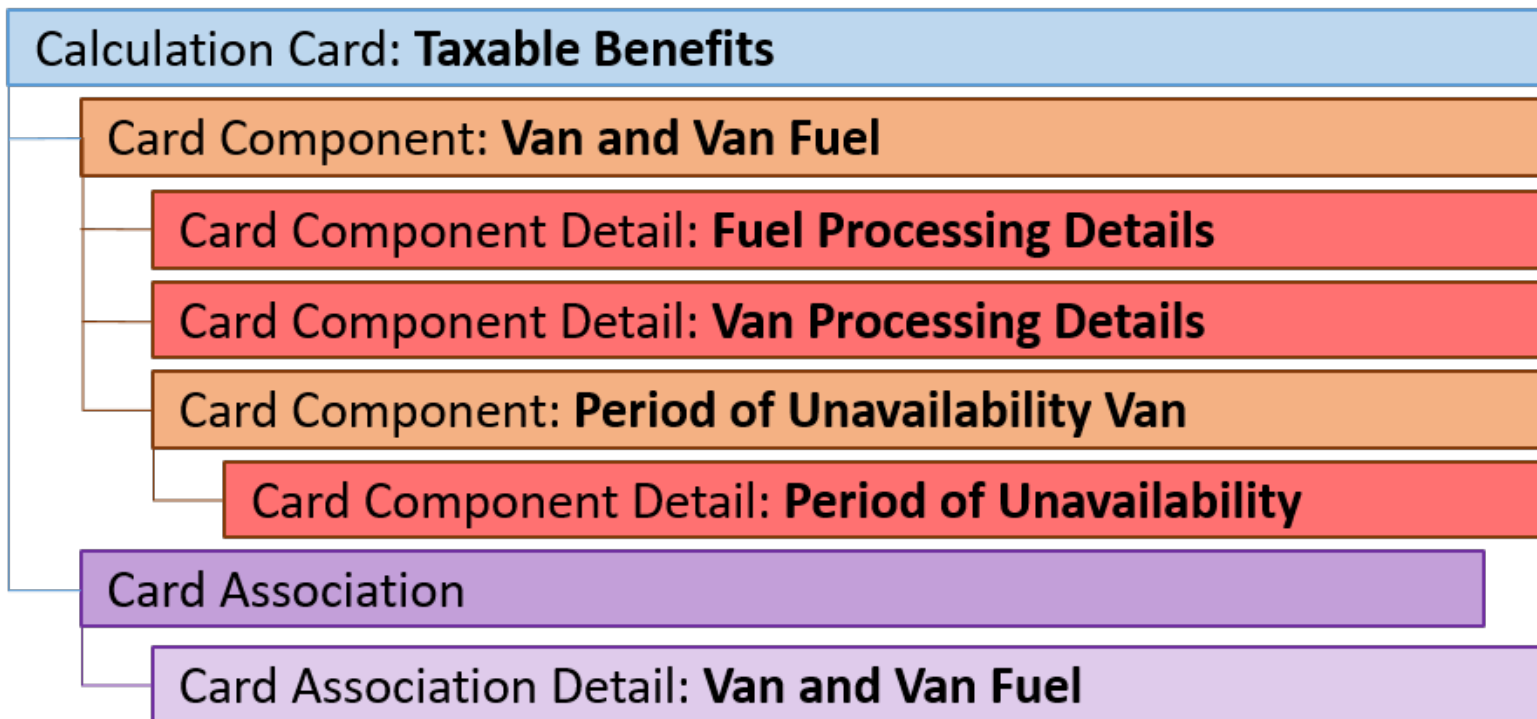 Calculation Card: Taxable Benefits
Card Component: Van and Van Fuel
Card Component Detail: Fuel Processing Details
Card Component Detail: Van Processing Details
Card Component: Period of Unavailability Van
Card Component Detail: Period of Unavailability
Card Association
Card Association Detail: Van and Van Fuel